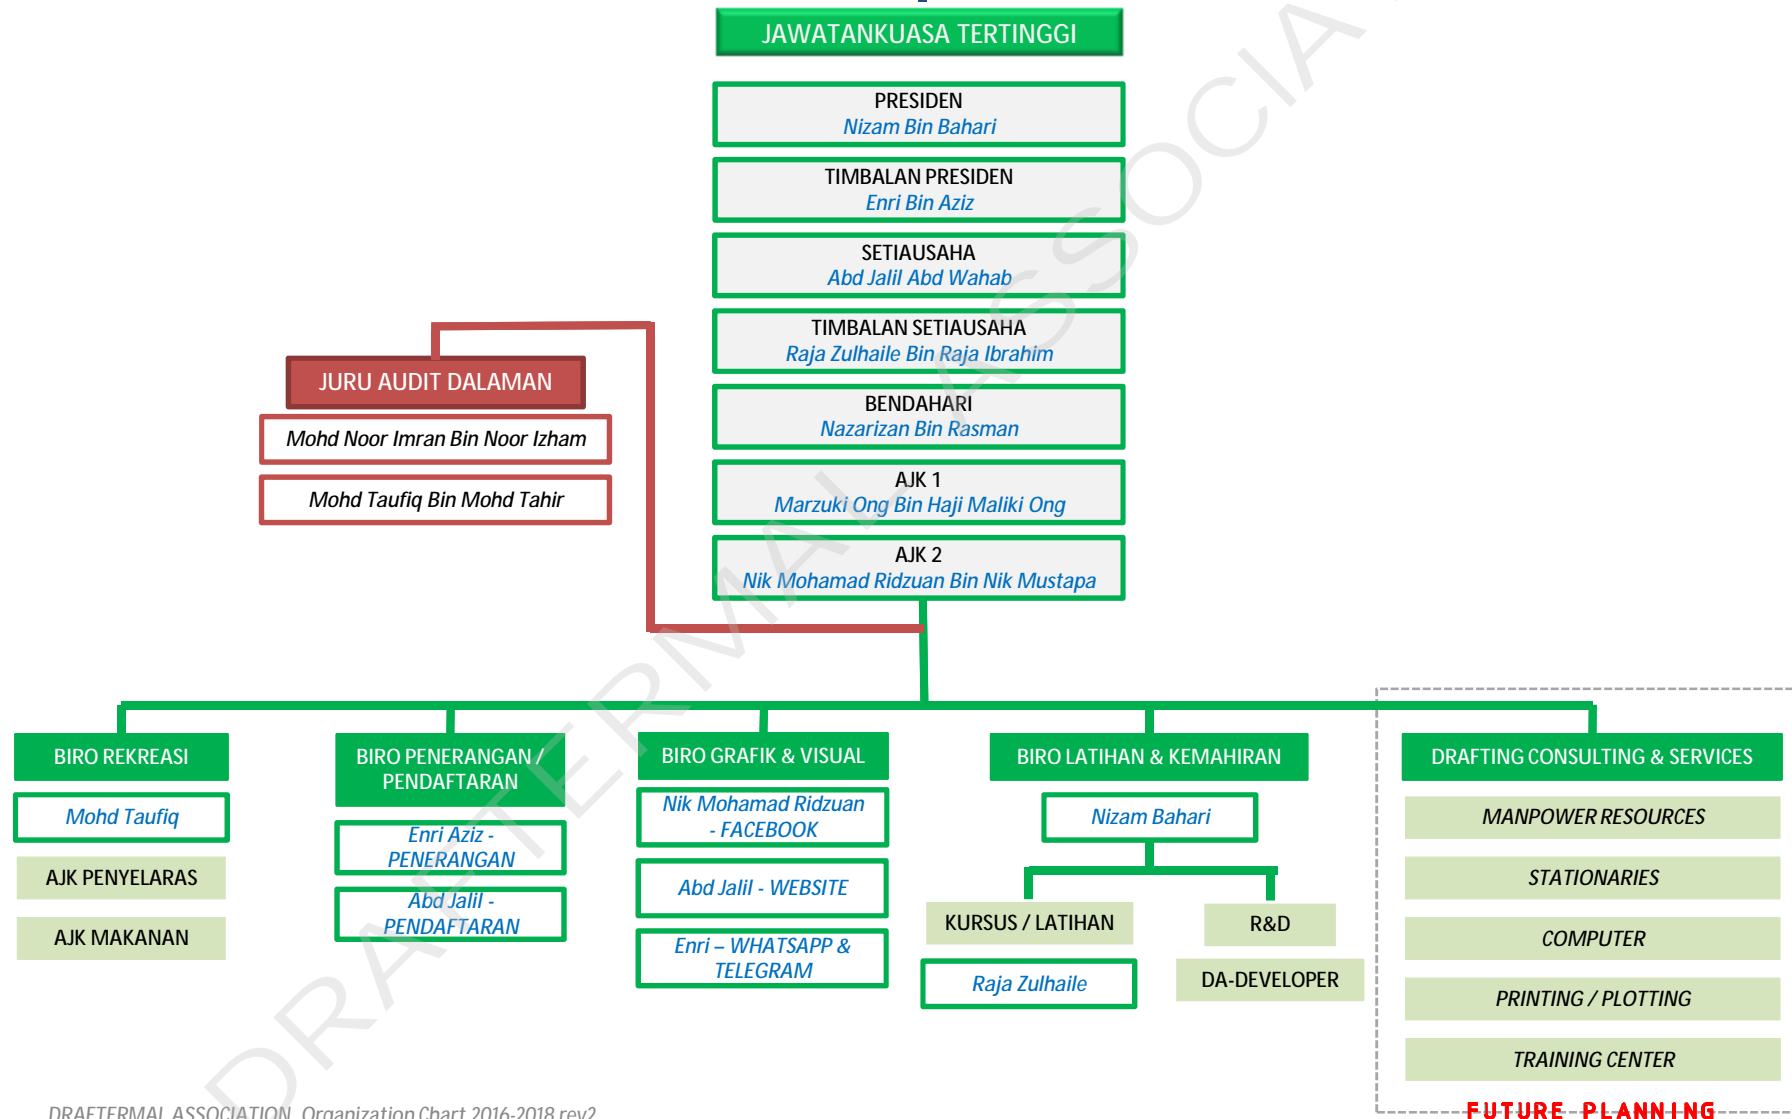 JAWATANKUASA TERTINGGI
PRESIDEN
Nizam Bin Bahari
TIMBALAN PRESIDEN
Enri Bin Aziz
SETIAUSAHA
Abd Jalil Abd Wahab
TIMBALAN SETIAUSAHA
Raja Zulhaile Bin Raja Ibrahim
BENDAHARI
Nazarizan Bin Rasman
AJK 1
Marzuki Ong Bin Haji Maliki Ong
AJK 2
Nik Mohamad Ridzuan Bin Nik Mustapa
JURU AUDIT DALAMAN
Mohd Noor Imran Bin Noor Izham
Mohd Taufiq Bin Mohd Tahir
BIRO REKREASI
Mohd Taufiq
AJK PENYELARAS
AJK MAKANAN
BIRO PENERANGAN /
PENDAFTARAN
Enri Aziz -
PENERANGAN
Abd Jalil -
PENDAFTARAN
BIRO GRAFIK & VISUAL
Nik Mohamad Ridzuan
- FACEBOOK
Abd Jalil - WEBSITE
Enri – WHATSAPP &
TELEGRAM
BIRO LATIHAN & KEMAHIRAN
Nizam Bahari
KURSUS / LATIHAN
Raja Zulhaile
R&D
DA-DEVELOPER
DRAFTING CONSULTING & SERVICES
MANPOWER RESOURCES
STATIONARIES
COMPUTER
PRINTING / PLOTTING
TRAINING CENTER
FUTURE PLANNING
DRAFTERMAL ASSOCIATION Organization Chart 2016-2018 rev2
DRAFTERMAL ASSOCIA